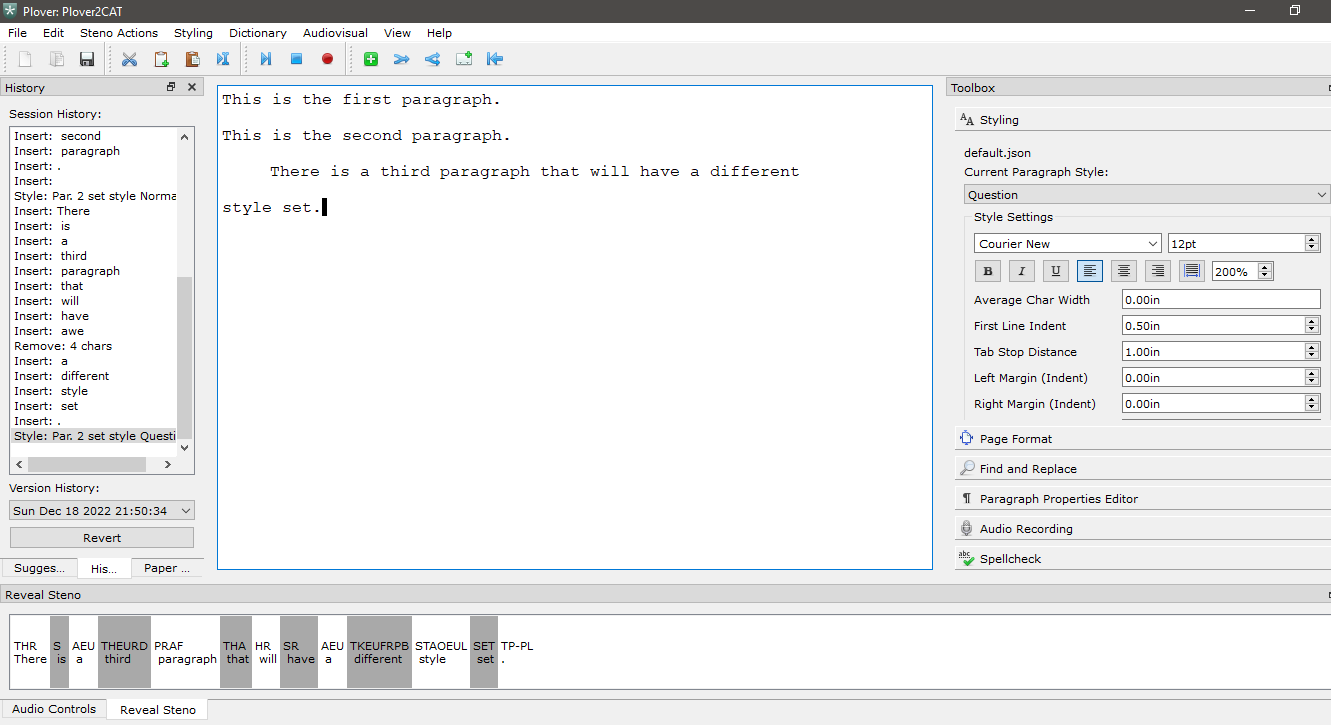 Plover: Plover2CAT
File Edit Steno Actions Styling Dictionary Audiovisual View Help
History
Session History:
Insert: second
Insert: paragraph
Insert: .
Insert:
Style: Par. 2 set style Norma
Insert: There
Insert: is
Insert: a
Insert: third
Insert: paragraph
Insert: that
Insert: will
Insert: have
Insert: awe
Remove: 4 chars
Insert: a
Insert: different
Insert: style
Insert: set
Insert: .
Style: Par. 2 set style Questi
Version History:
Sun Dec 18 2022 21:50:34
Revert
Sugges... His... Paper ...
This is the first paragraph.
This is the second paragraph.
There is a third paragraph that will have a different
style set.
Toolbox
Styling
default.json
Current Paragraph Style:
Question
Style Settings
Courier New 12pt
B I U 200%
Average Char Width 0.00in
First Line Indent 0.50in
Tab Stop Distance 1.00in
Left Margin (Indent) 0.00in
Right Margin (Indent) 0.00in
Page Format
Find and Replace
Paragraph Properties Editor
Audio Recording
abc Spellcheck
Reveal Steno
THR S AEU THEURD PRAF THA HR SR AEU TKEUFRPB STAOEUL SET TP-PL
There is a third paragraph that will have a different style set .
Audio Controls Reveal Steno